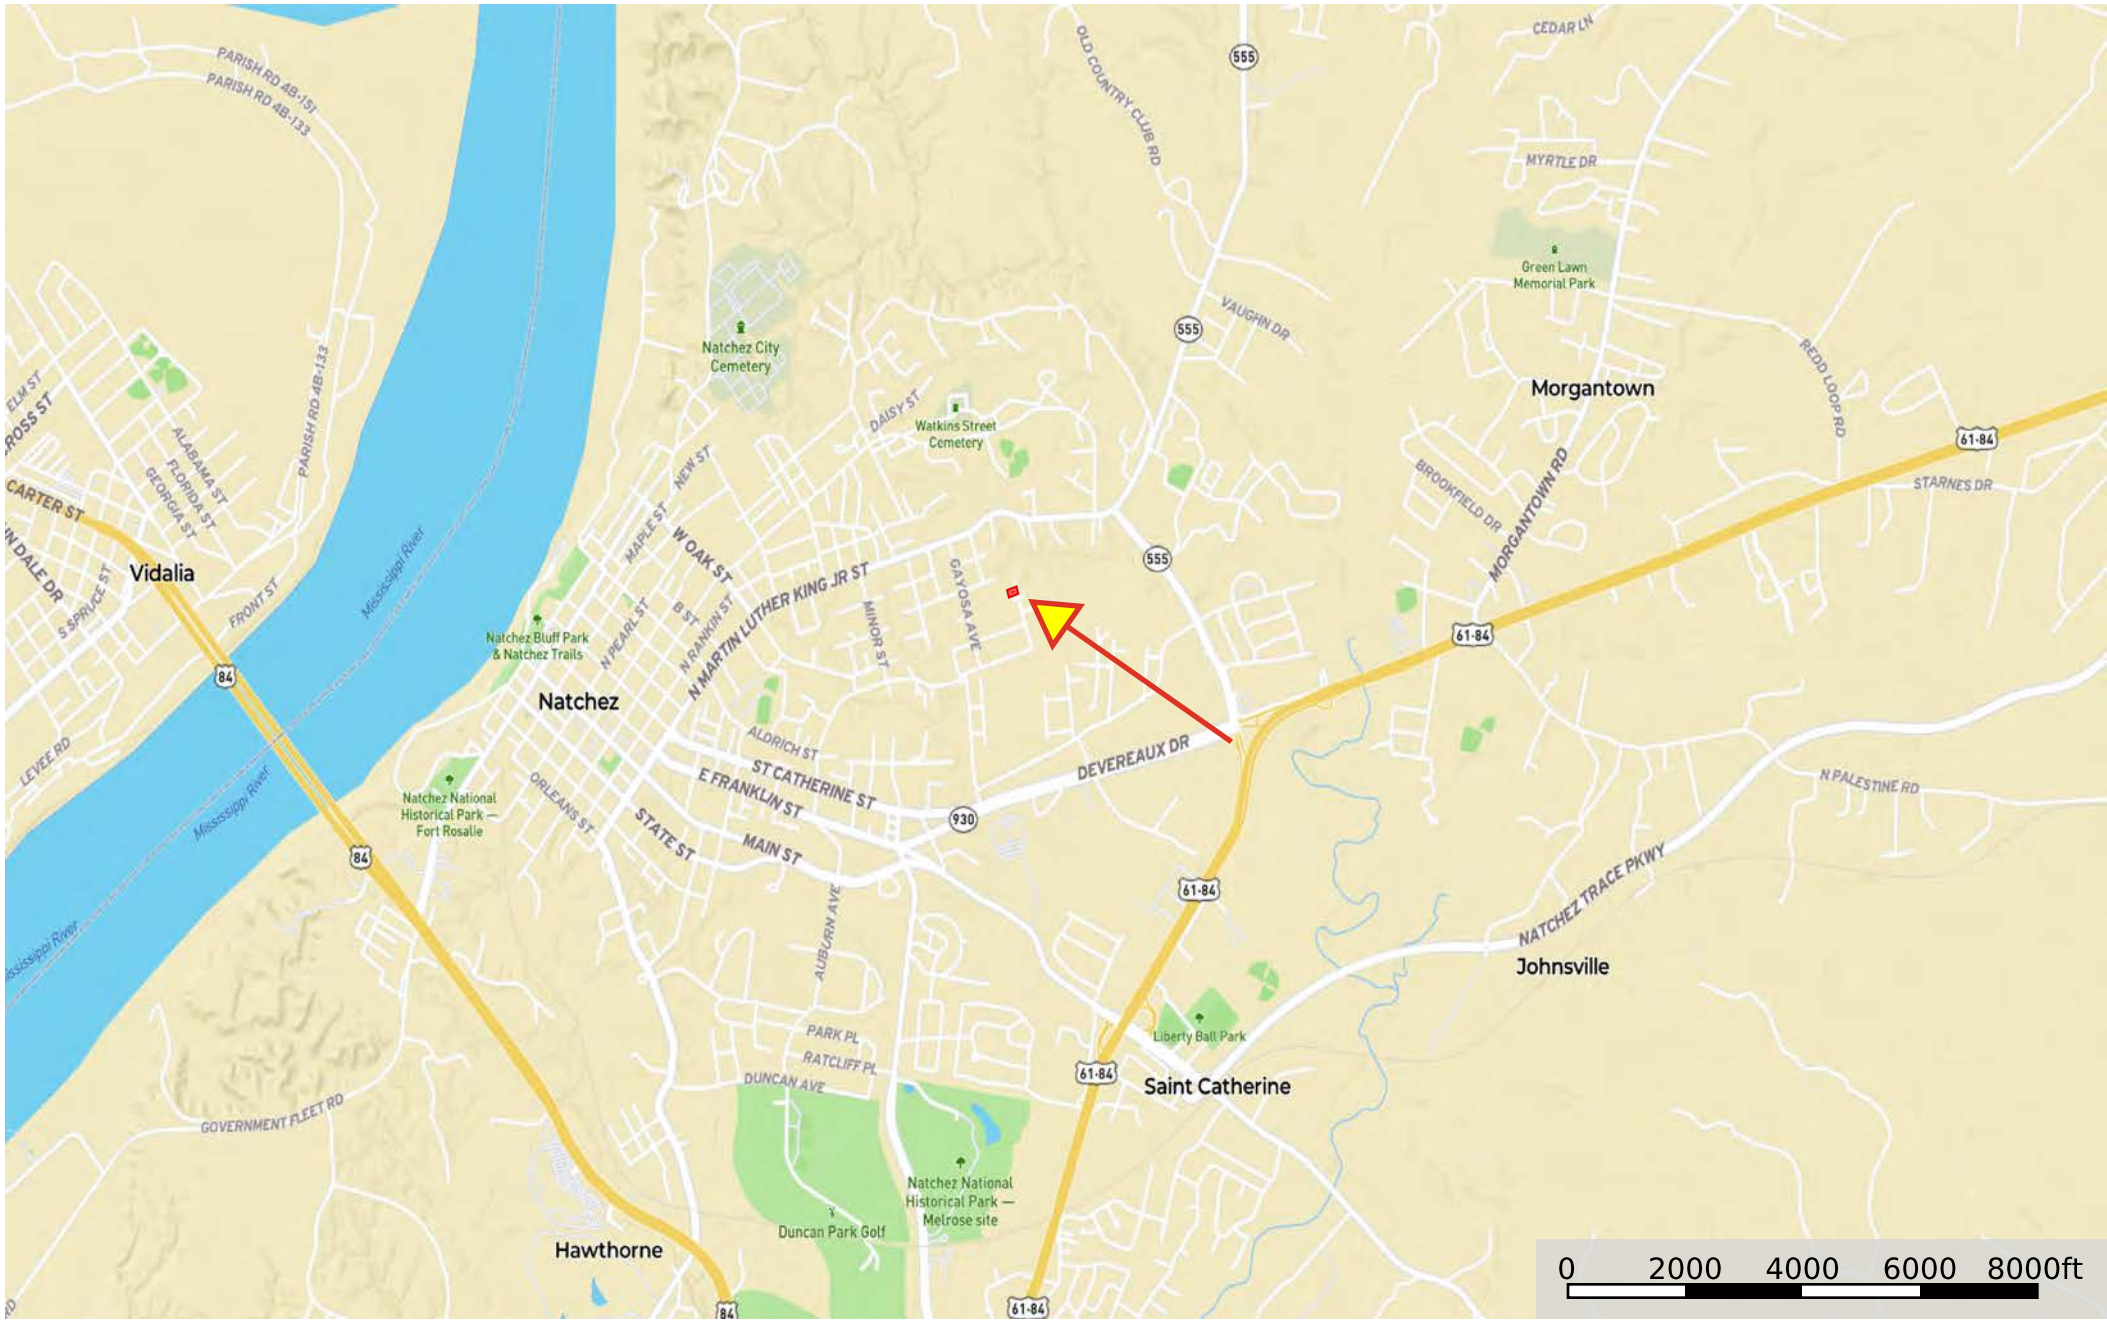 PARISH RD 4B-151
PARISH RD 4B-133
OLD COUNTRY CLUB RD
555
CEDAR LN
MYRTLE DR
Green Lawn
Memorial Park
VAUGHN DR
555
Natchez City
Cemetery
PARISH RD 4B-133
REDD LOOP RD
Morgantown
ELM ST
ROSS ST
DAISY ST
Watkins Street
Cemetery
61-84
ALABAMA ST
FLORIDA ST
GEORGIA ST
NEW ST
BROOKFIELD DR
MORGANTOWN RD
STARNES DR
CARTER ST
N DALE DR
MAPLE ST
W OAK ST
Mississippi River
555
Vidalia
S SPRUCE ST
FRONT ST
N MARTIN LUTHER KING JR ST
GAYOSA AVE
MINOR ST
B ST
N RANKIN ST
N PEARL ST
Natchez Bluff Park
& Natchez Trails
61-84
84
Natchez
LEVEE RD
ALDRICH ST
DEVEREAUX DR
ST CATHERINE ST
E FRANKLIN ST
Mississippi River
Natchez National
Historical Park —
Fort Rosalie
ORLEANS ST
STATE ST
MAIN ST
930
N PALESTINE RD
84
61-84
AUBURN AVE
NATCHEZ TRACE PKWY
ssissippi River
Johnsville
PARK PL
RATCLIFF PL
DUNCAN AVE
Liberty Ball Park
61-84
Saint Catherine
GOVERNMENT FLEET RD
Natchez National
Historical Park —
Melrose site
Duncan Park Golf
Hawthorne
RD
84
61-84
0 2000 4000 6000 8000ft